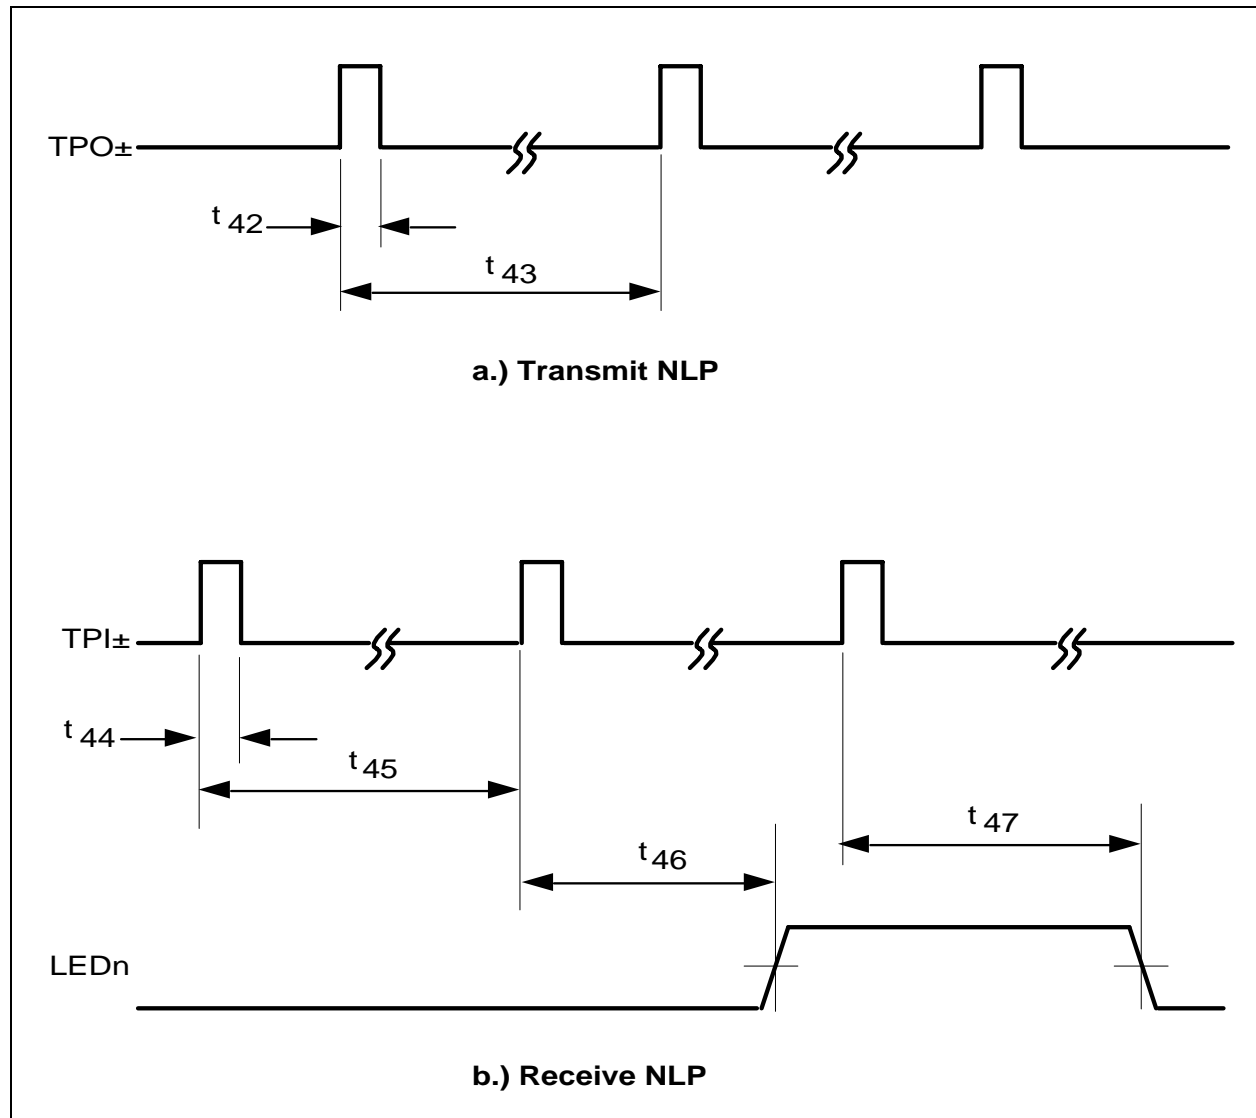 TPO±
t 42
t 43
a.) Transmit NLP
TPI±
t 44
t 45
t 46
t 47
LEDn
b.) Receive NLP